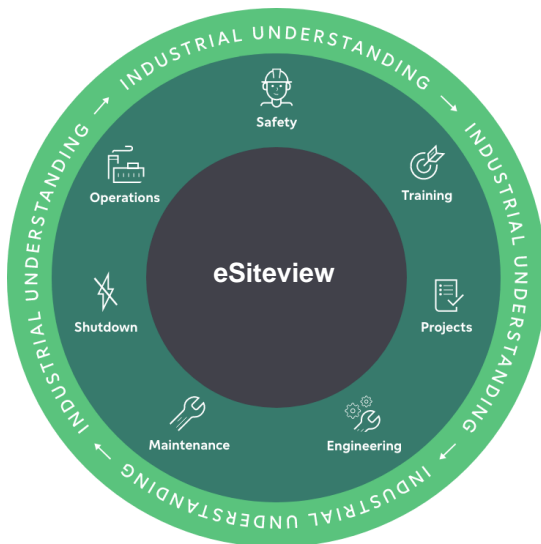 INDUSTRIAL UNDERSTANDING →
INDUSTRIAL UNDERSTANDING →
INDUSTRIAL UNDERSTANDING →
INDUSTRIAL UNDERSTANDING →
Safety
Training
Projects
Engineering
Maintenance
Shutdown
Operations
eSiteview